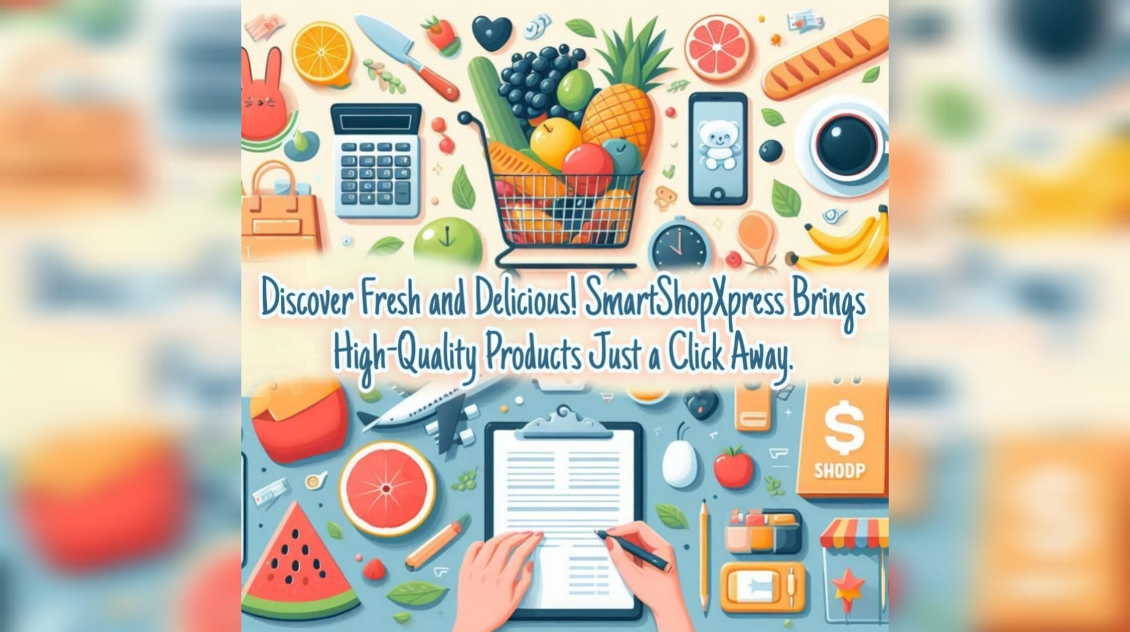 Discover Fresh and Delicious! SmartShopXpress Brings
High-Quality Products Just a Click Away.
$
SHODP